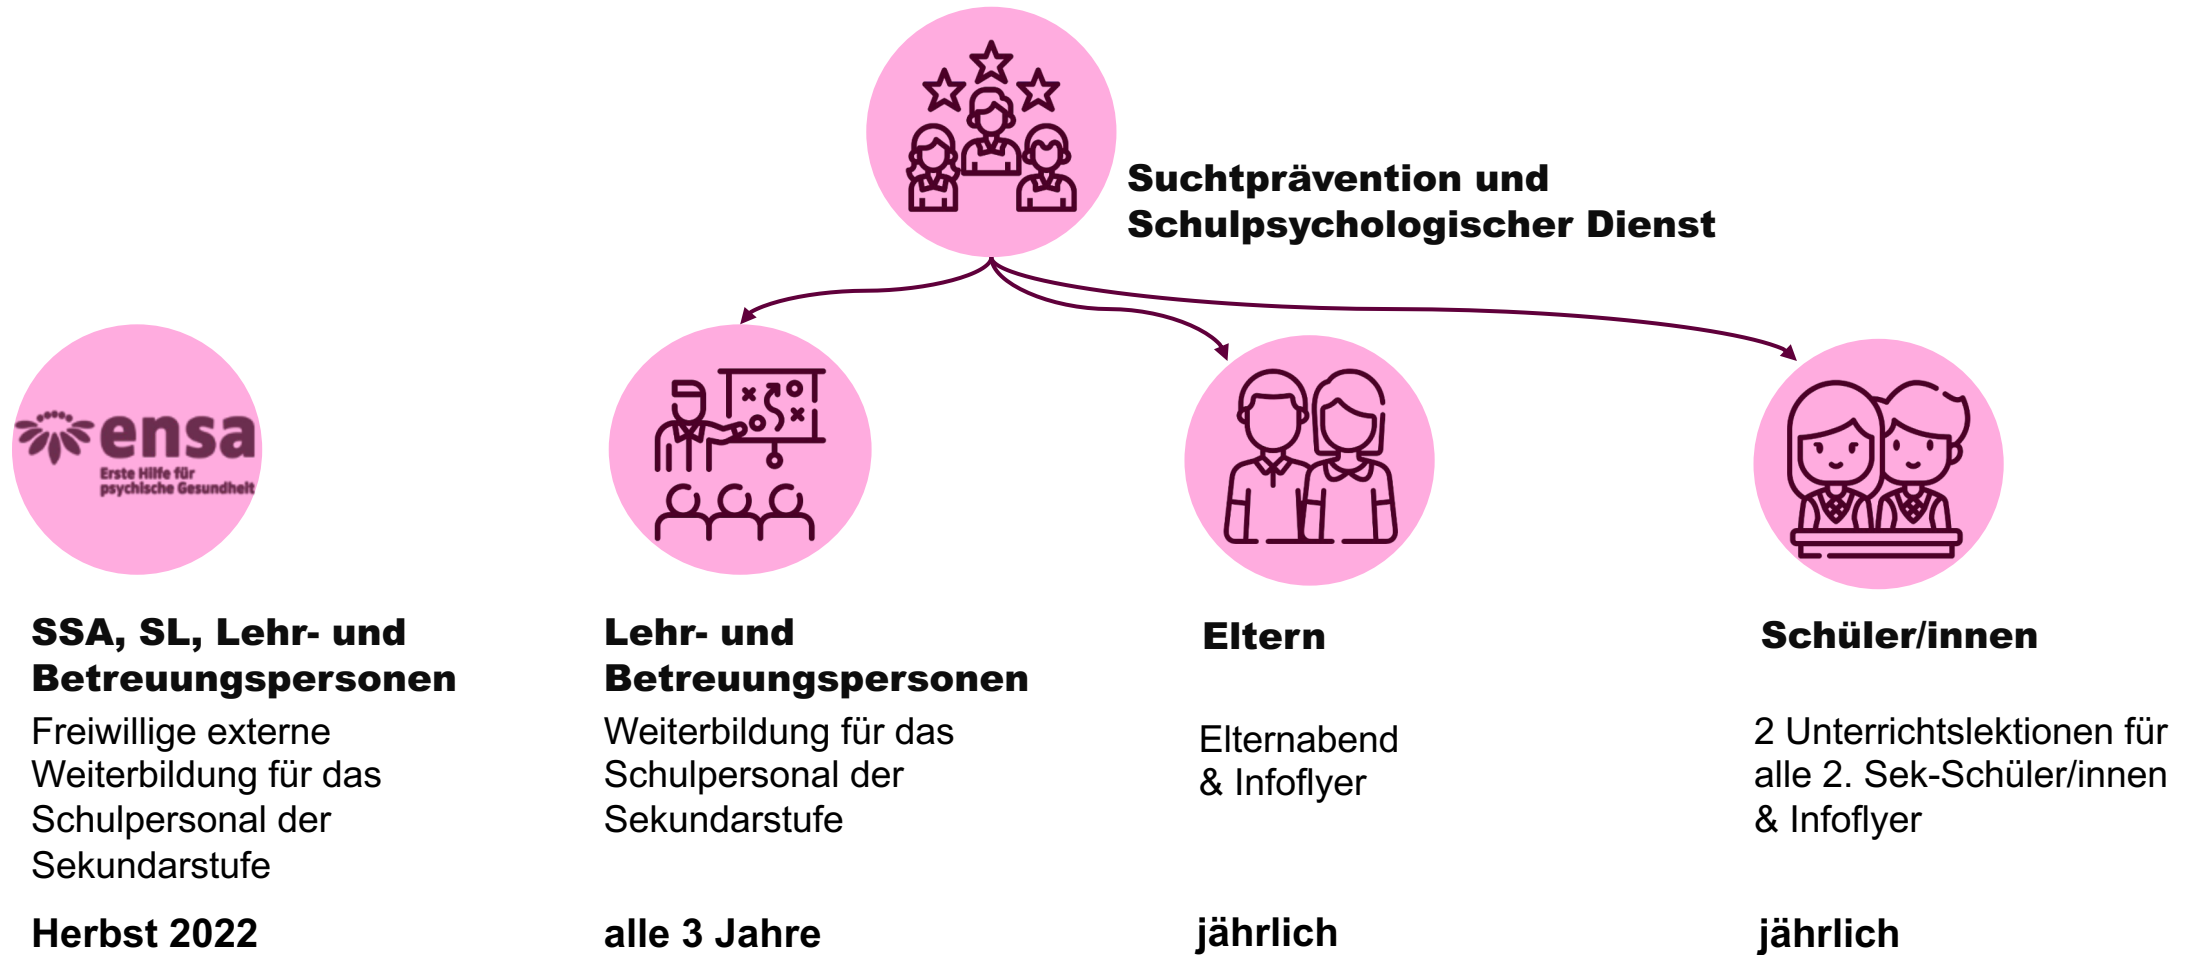 Suchtprävention und
Schulpsychologischer Dienst
ensa
Erste Hilfe für
psychische Gesundheit
SSA, SL, Lehr- und
Betreuungspersonen
Freiwillige externe
Weiterbildung für das
Schulpersonal der
Sekundarstufe
Herbst 2022
Lehr- und
Betreuungspersonen
Weiterbildung für das
Schulpersonal der
Sekundarstufe
alle 3 Jahre
Eltern
Elternabend
& Infoflyer
jährlich
Schüler/innen
2 Unterrichtslektionen für
alle 2. Sek-Schüler/innen
& Infoflyer
jährlich